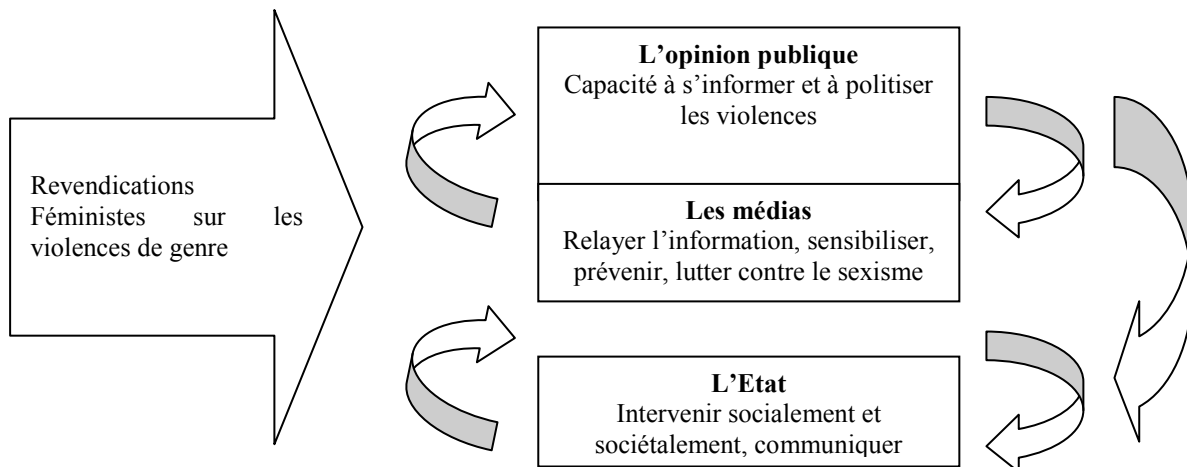 Revendications
Féministes sur les
violences de genre
L’opinion publique
Capacité à s’informer et à politiser
les violences
Les médias
Relayer l’information, sensibiliser,
prévenir, lutter contre le sexisme
L’Etat
Intervenir socialement et
sociétalement, communiquer